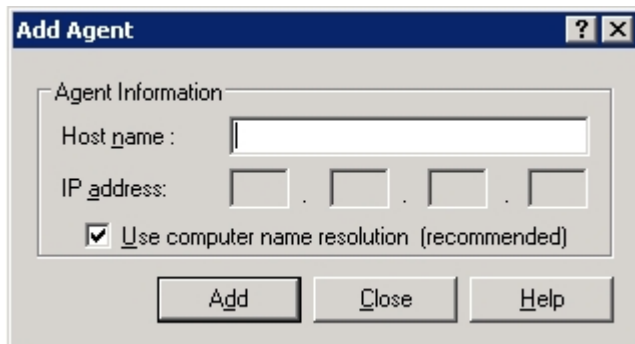 Add Agent
Agent Information
Host name :
IP address: . . .
Use computer name resolution (recommended)
Add Close Help